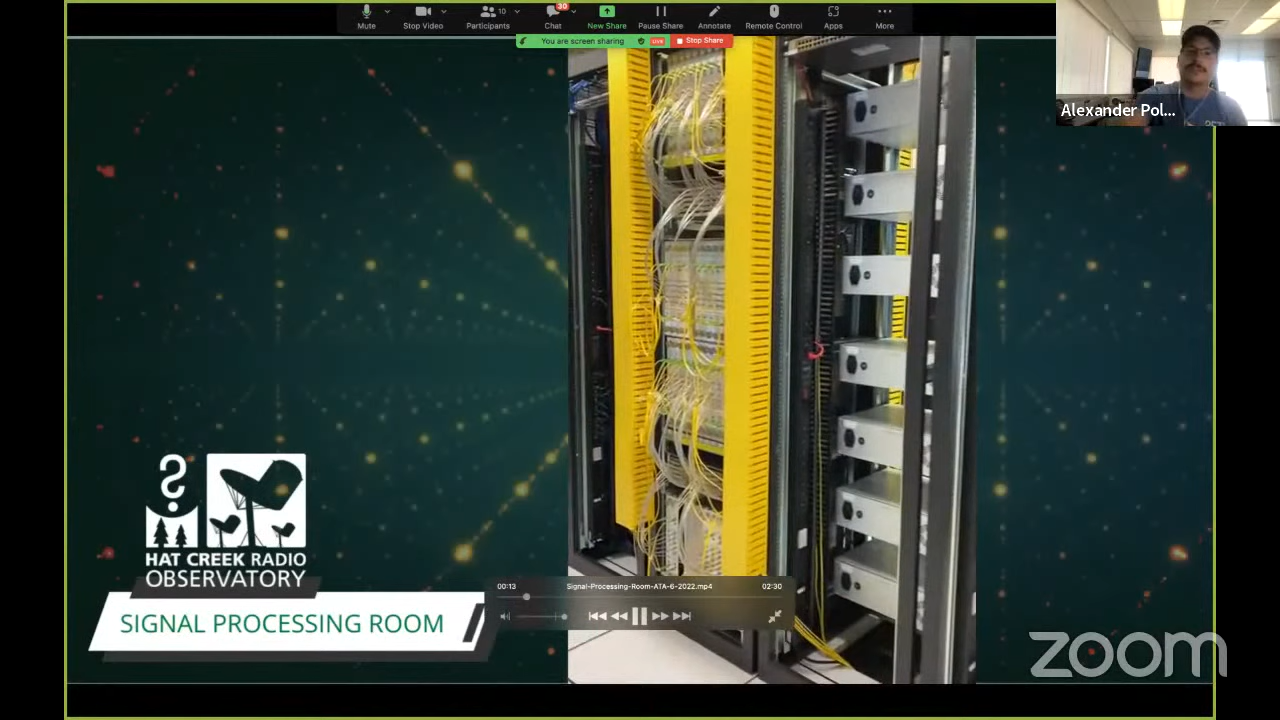 Mute
Stop Video
Participants
10
Chat
30
New Share
Pause Share
Annotate
Remote Control
Apps
More
You are screen sharing
LIVE
Stop Share
Alexander Pol...
HAT CREEK RADIO
OBSERVATORY
SIGNAL PROCESSING ROOM
00:13
Signal-Processing-Room-ATA-6-2022.mp4
02:30
zoom